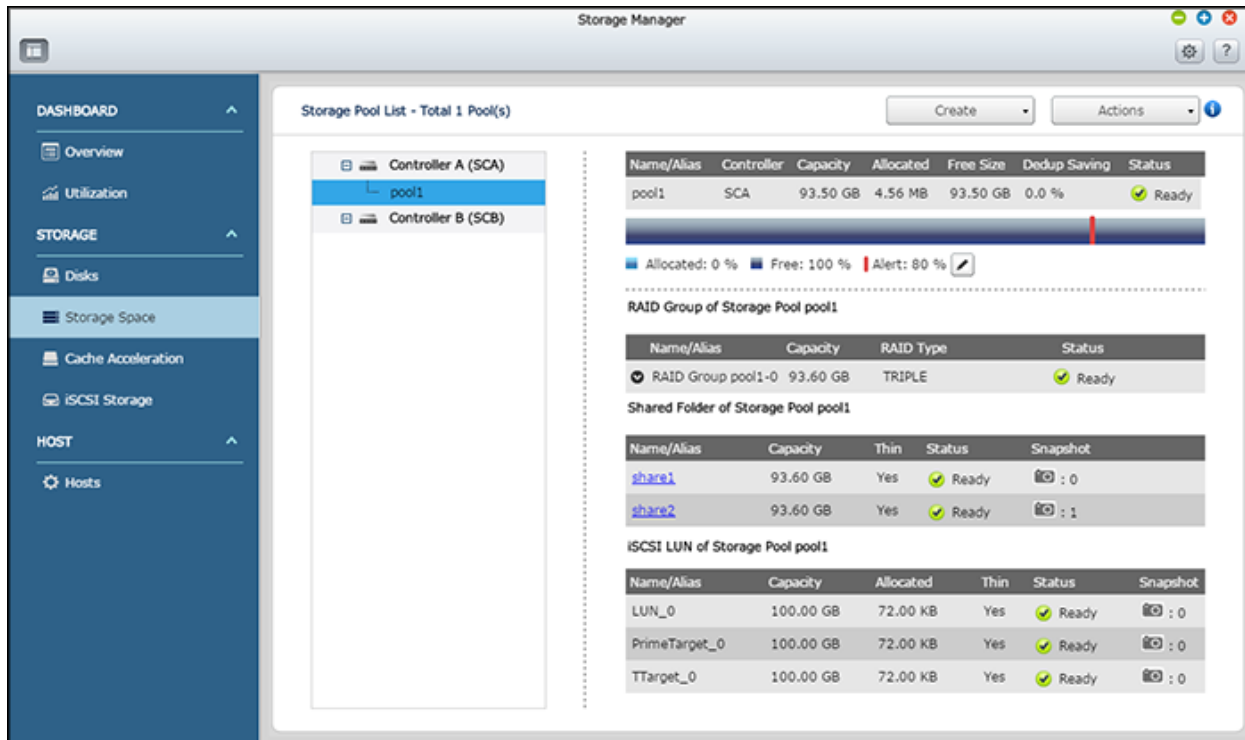 Storage Manager
?
DASHBOARD
Overview
Utilization
STORAGE
Disks
Storage Space
Cache Acceleration
iSCSI Storage
HOST
Hosts
Storage Pool List - Total 1 Pool(s)
Create
Actions
Controller A (SCA)
pool1
Controller B (SCB)
Name/Alias Controller Capacity Allocated Free Size Dedup Saving Status
pool1 SCA 93.50 GB 4.56 MB 93.50 GB 0.0 % Ready
Allocated: 0 % Free: 100 % Alert: 80 %
RAID Group of Storage Pool pool1
Name/Alias Capacity RAID Type Status
RAID Group pool1-0 93.60 GB TRIPLE Ready
Shared Folder of Storage Pool pool1
Name/Alias Capacity Thin Status Snapshot
share1 93.60 GB Yes Ready : 0
share2 93.60 GB Yes Ready : 1
iSCSI LUN of Storage Pool pool1
Name/Alias Capacity Allocated Thin Status Snapshot
LUN_0 100.00 GB 72.00 KB Yes Ready : 0
PrimeTarget_0 100.00 GB 72.00 KB Yes Ready : 0
TTarget_0 100.00 GB 72.00 KB Yes Ready : 0